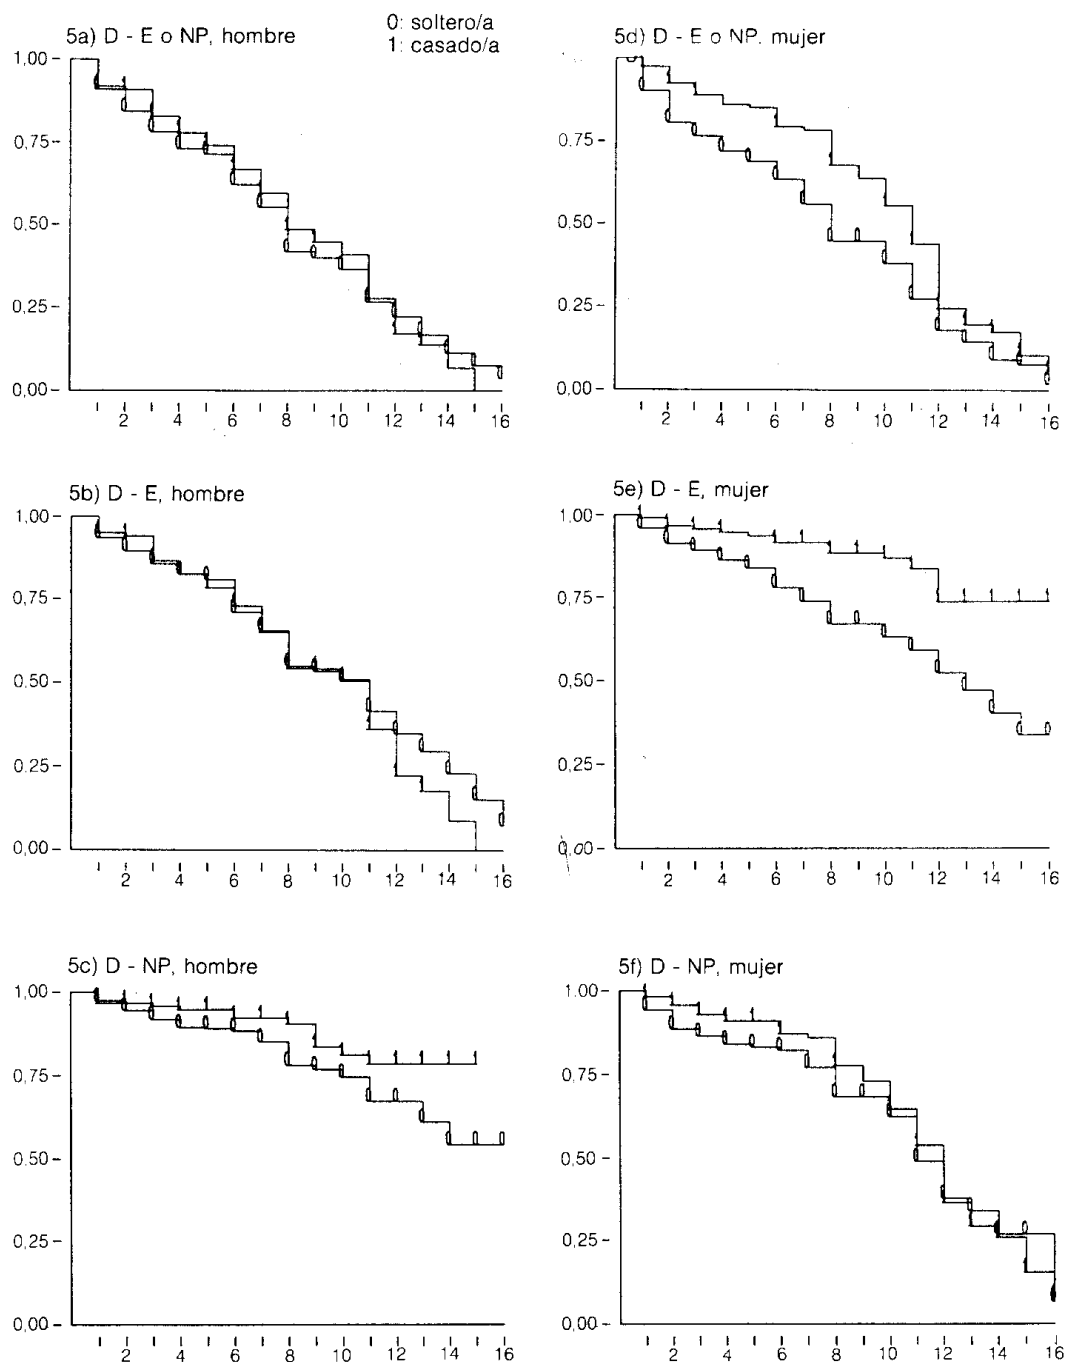 5a) D - E o NP, hombre
0: soltero/a
1: casado/a
1,00
0,75
0,50
0,25
0,00
2 4 6 8 10 12 14 16
5d) D - E o NP. mujer
0,75
0,50
0,25
0,00
2 4 6 8 10 12 14 16
5b) D - E, hombre
1,00
0,75
0,50
0,25
0,00
2 4 6 8 10 12 14 16
5e) D - E, mujer
1,00
0,75
0,50
0,25
0,00
2 4 6 8 10 12 14 16
5c) D - NP, hombre
1,00
0,75
0,50
0,25
0,00
2 4 6 8 10 12 14 16
5f) D - NP, mujer
1,00
0,75
0,50
0,25
0,00
2 4 6 8 10 12 14 16